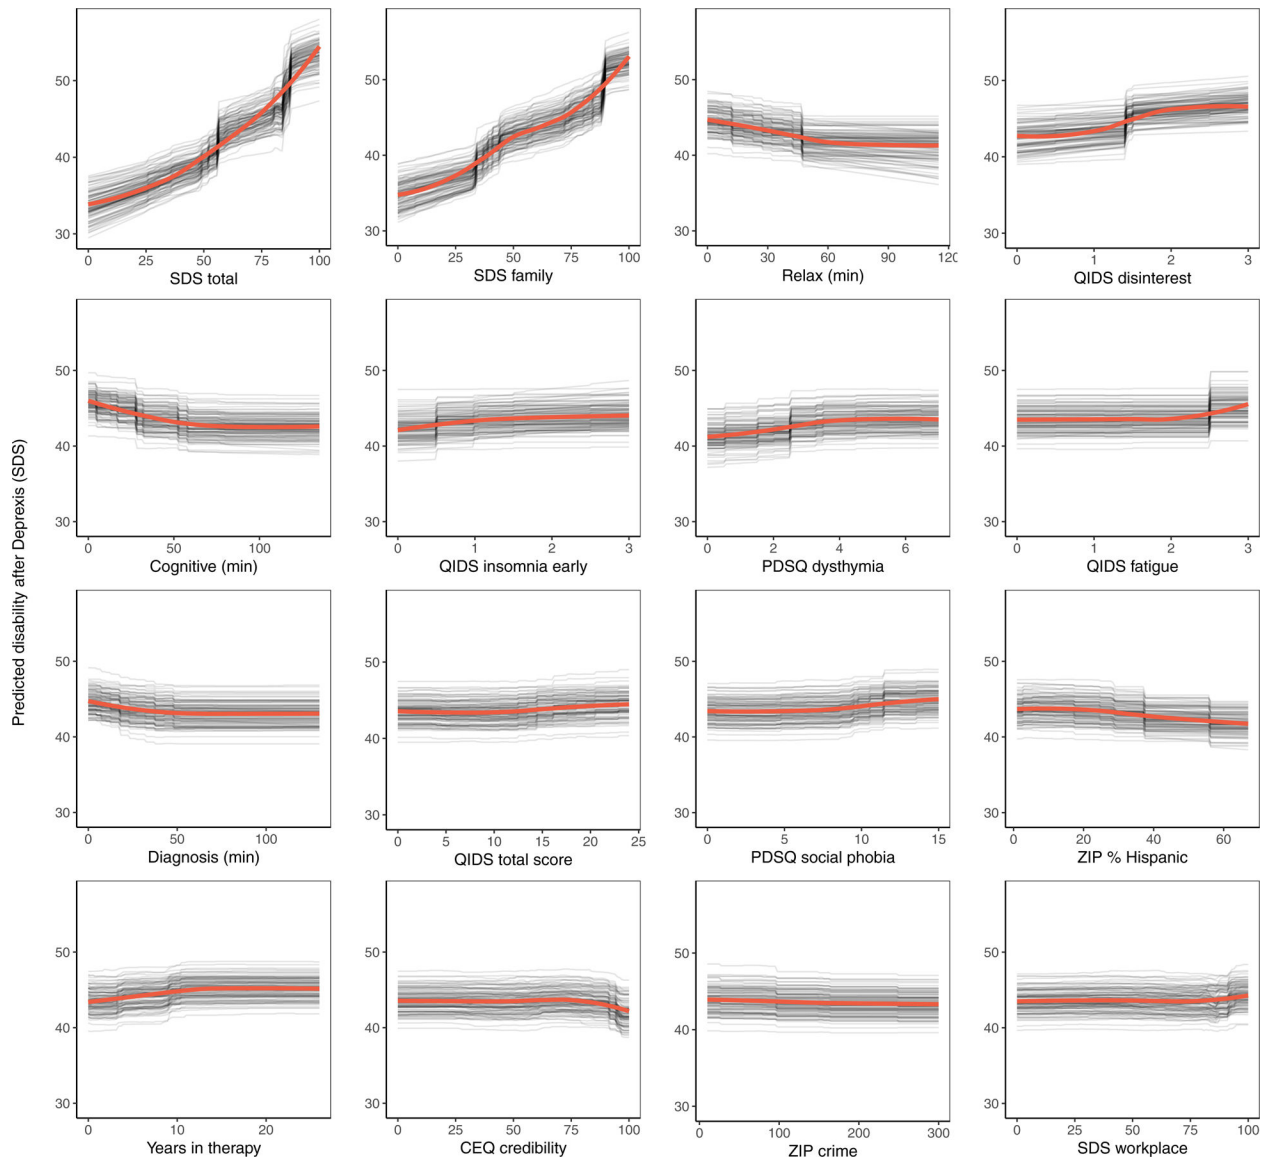 Predicted disability after Deprexis (SDS)
50
40
30
0 25 50 75 100
SDS total
50
40
30
0 25 50 75 100
SDS family
50
40
30
0 30 60 90 120
Relax (min)
50
40
30
0 1 2 3
QIDS disinterest
50
40
30
0 50 100
Cognitive (min)
50
40
30
0 1 2 3
QIDS insomnia early
50
40
30
0 2 4 6
PDSQ dysthymia
50
40
30
0 1 2 3
QIDS fatigue
50
40
30
0 50 100
Diagnosis (min)
50
40
30
0 5 10 15 20 25
QIDS total score
50
40
30
0 5 10 15
PDSQ social phobia
50
40
30
0 20 40 60
ZIP % Hispanic
50
40
30
0 10 20
Years in therapy
50
40
30
0 25 50 75 100
CEQ credibility
50
40
30
0 100 200 300
ZIP crime
50
40
30
0 25 50 75 100
SDS workplace